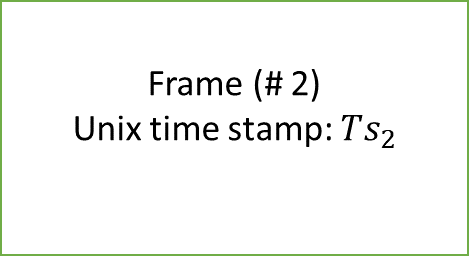 Frame (# 2)
Unix time stamp: Ts₂